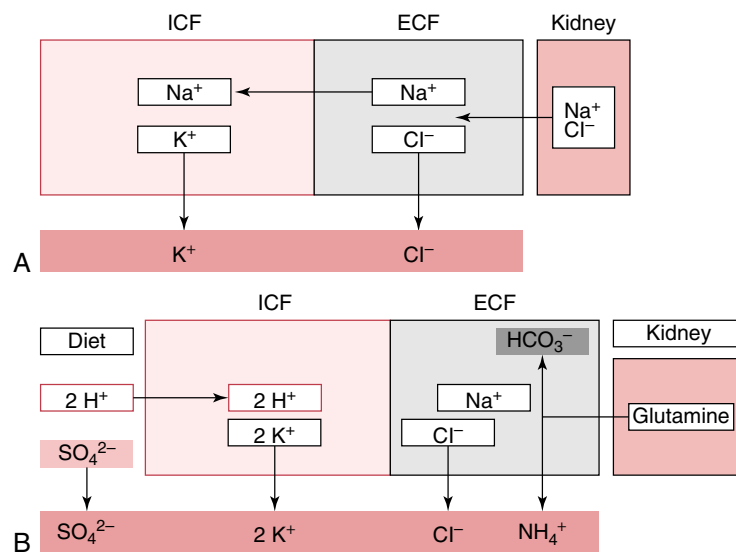 ICF ECF Kidney
Na⁺ Na⁺
Na⁺
Cl⁻
K⁺ Cl⁻
A K⁺ Cl⁻
ICF ECF
Diet HCO₃⁻ Kidney
2 H⁺ 2 H⁺ Na⁺ Glutamine
2 K⁺ Cl⁻
SO₄²⁻
B SO₄²⁻ 2 K⁺ Cl⁻ NH₄⁺